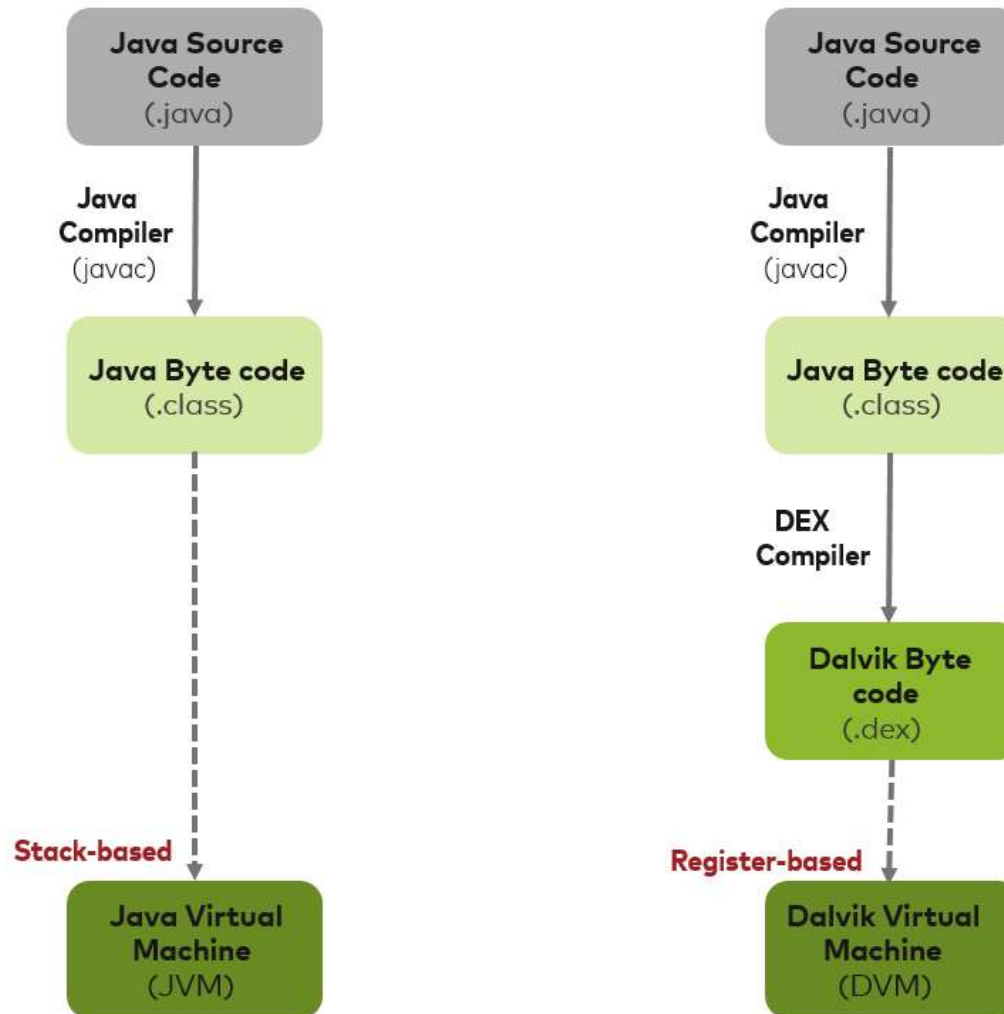 Java Source
Code
(.java)
Java
Compiler
(javac)
Java Byte code
(.class)
Stack-based
Java Virtual
Machine
(JVM)
Java Source
Code
(.java)
Java
Compiler
(javac)
Java Byte code
(.class)
DEX
Compiler
Dalvik Byte
code
(.dex)
Register-based
Dalvik Virtual
Machine
(DVM)